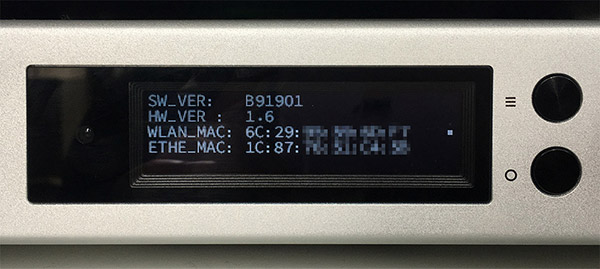 SW_VER: B91901
HW_VER : 1.6
WLAN_MAC: 6C:29:
ETHE_MAC: 1C:87: